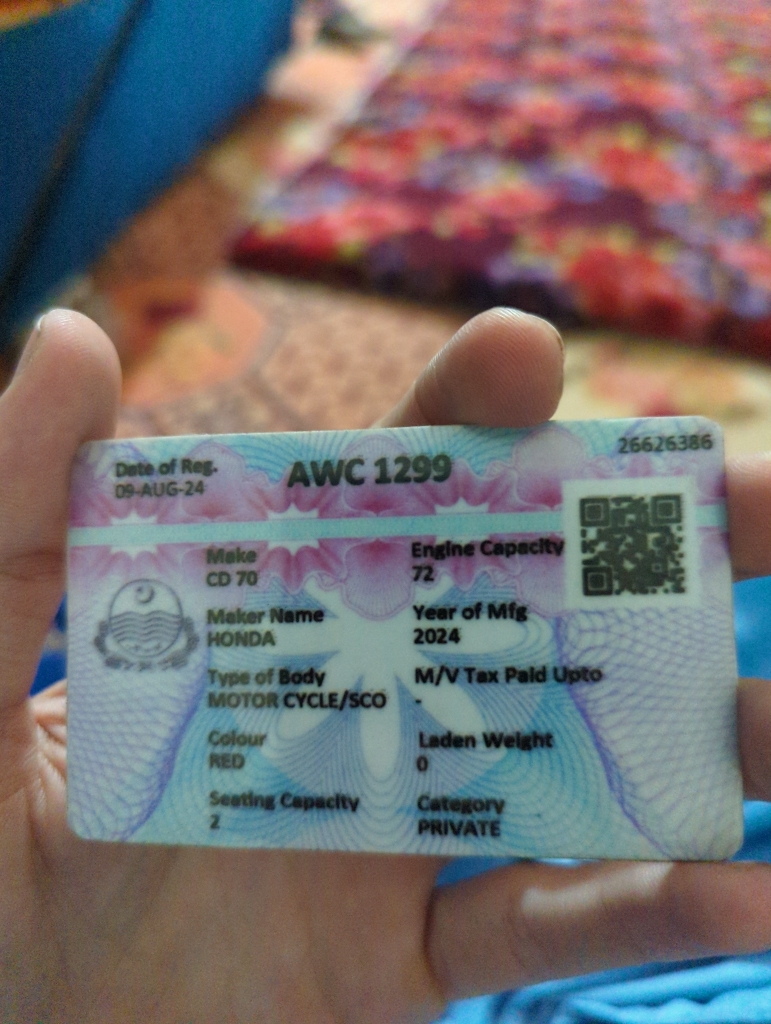 26626386
Date of Reg.
09-AUG-24
AWC 1299
Make
CD 70
Engine Capacity
72
Maker Name
HONDA
Year of Mfg
2024
Type of Body
MOTOR CYCLE/SCO
M/V Tax Paid Upto
-
Colour
RED
Laden Weight
0
Seating Capacity
2
Category
PRIVATE